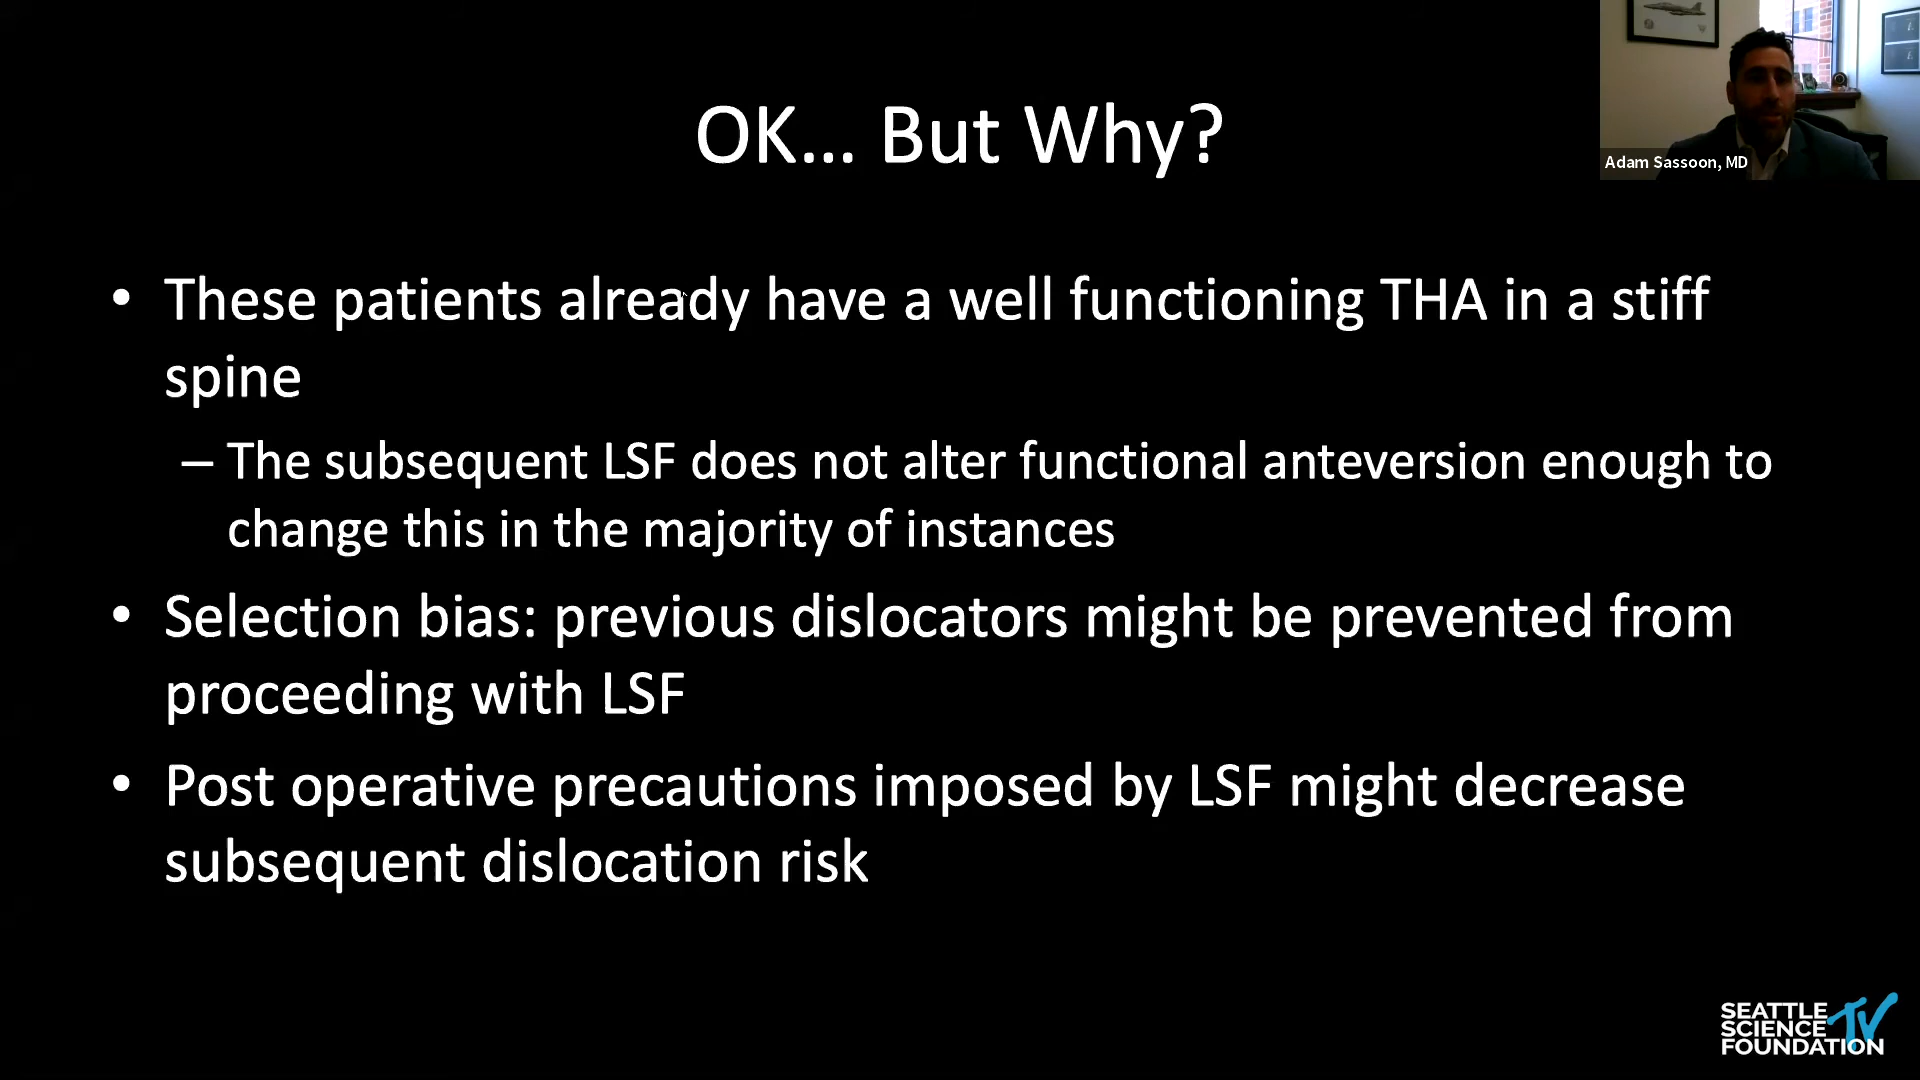 OK... But Why?
Adam Sassoon, MD
• These patients already have a well functioning THA in a stiff
spine
– The subsequent LSF does not alter functional anteversion enough to
change this in the majority of instances
• Selection bias: previous dislocators might be prevented from
proceeding with LSF
• Post operative precautions imposed by LSF might decrease
subsequent dislocation risk
SEATTLE
SCIENCE TV
FOUNDATION